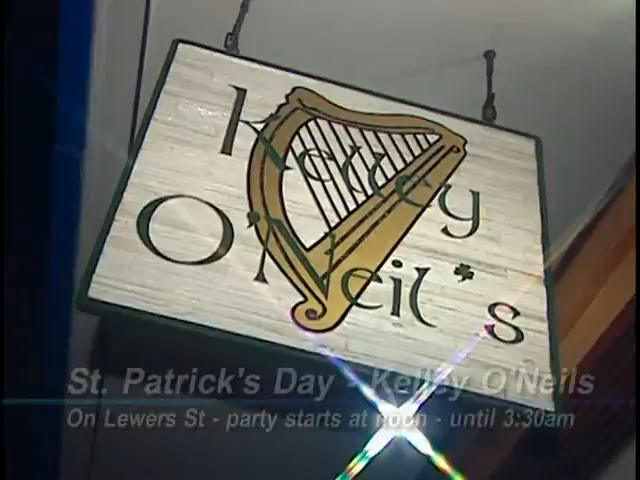 Kelley
O'Neil's
St. Patrick's Day - Kelley O'Neils
On Lewers St - party starts at noon - until 3:30am